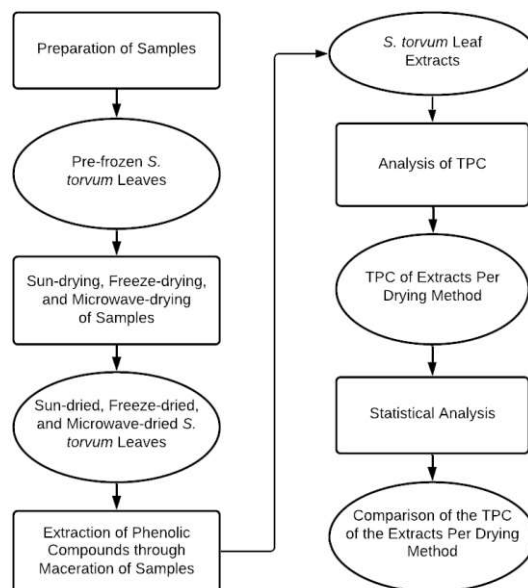 Preparation of Samples
Pre-frozen S.
torvum Leaves
Sun-drying, Freeze-drying,
and Microwave-drying
of Samples
Sun-dried, Freeze-dried,
and Microwave-dried S.
torvum Leaves
Extraction of Phenolic
Compounds through
Maceration of Samples
S. torvum Leaf
Extracts
Analysis of TPC
TPC of Extracts Per
Drying Method
Statistical Analysis
Comparison of the TPC
of the Extracts Per Drying
Method